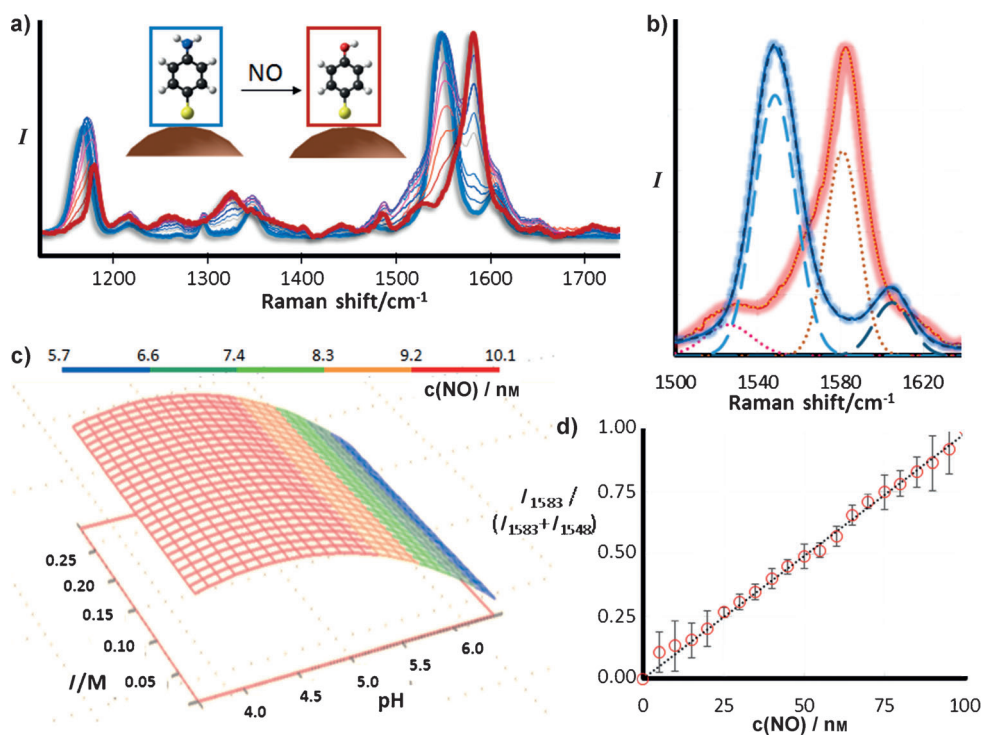 a)
NO
I
1200 1300 1400 1500 1600 1700
Raman shift/cm-1
b)
I
1500 1540 1580 1620
Raman shift/cm-1
c)
5.7 6.6 7.4 8.3 9.2 10.1
c(NO) / nM
0.25
0.20
0.15
0.10
0.05
I/M
4.0 4.5 5.0 5.5 6.0
pH
d)
I1583 /
(I1583+I1548)
1.00
0.75
0.50
0.25
0.00
0 25 50 75 100
c(NO) / nM